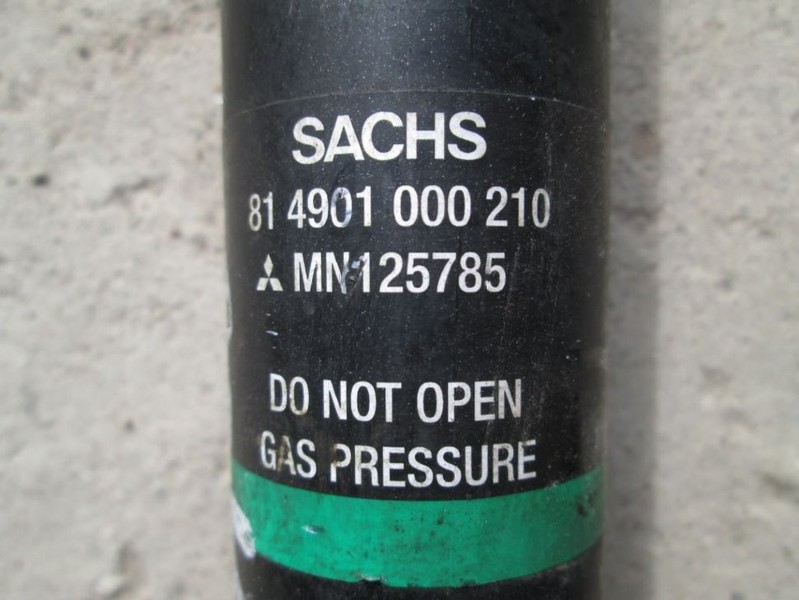 SACHS
81 4901 000 210
MN125785
DO NOT OPEN
GAS PRESSURE